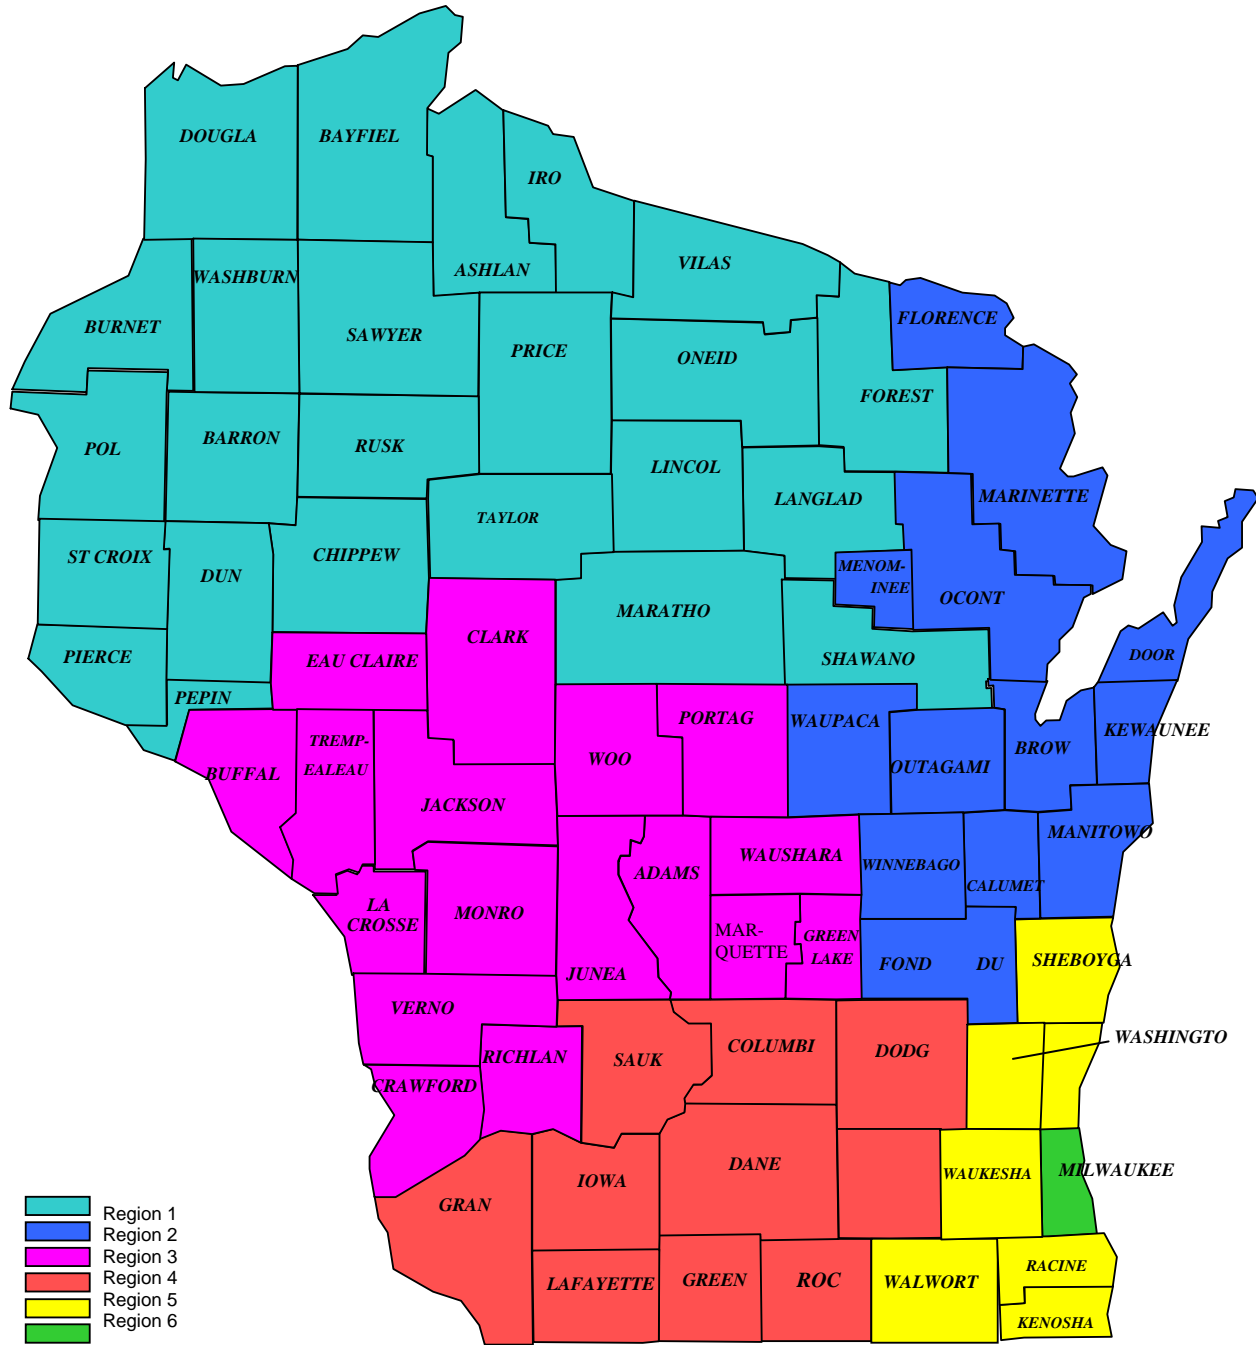 DOUGLA
BAYFIEL
IRO
ASHLAN
VILAS
WASHBURN
BURNET
SAWYER
PRICE
ONEID
FLORENCE
FOREST
POL
BARRON
RUSK
LINCOL
LANGLAD
MARINETTE
TAYLOR
ST CROIX
DUN
CHIPPEW
MENOM-
INEE
OCONT
MARATHO
CLARK
PIERCE
EAU CLAIRE
SHAWANO
DOOR
PEPIN
PORTAG
WAUPACA
KEWAUNEE
TREMP-
EALEAU
BUFFAL
WOO
OUTAGAMI
BROW
JACKSON
MANITOWO
WAUSHARA
WINNEBAGO
ADAMS
CALUMET
LA
CROSSE
MONRO
MAR-
QUETTE
GREEN
LAKE
JUNEA
FOND
DU
SHEBOYGA
VERNO
RICHLAN
SAUK
COLUMBI
DODG
WASHINGTO
CRAWFORD
DANE
WAUKESHA
MILWAUKEE
IOWA
GRAN
RACINE
LAFAYETTE
GREEN
ROC
WALWORT
KENOSHA
Region 1
Region 2
Region 3
Region 4
Region 5
Region 6